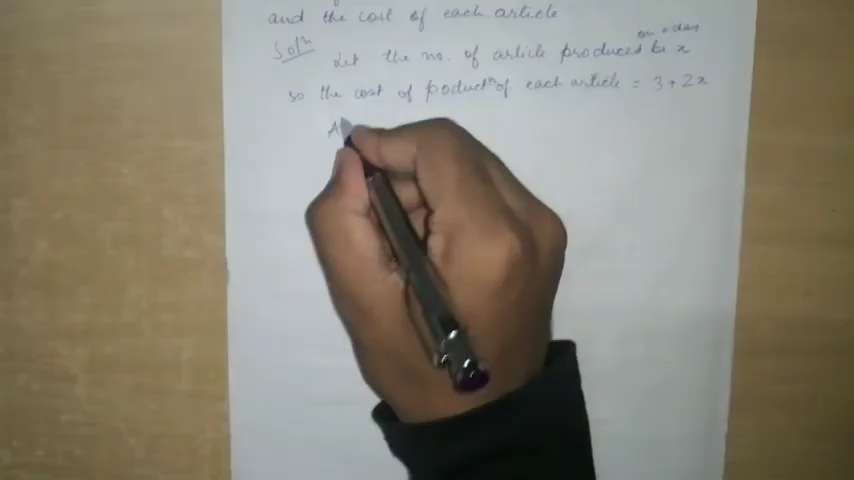 and the cost of each article
Solⁿ Let the no. of article produced on a day be x
so the cost of poductⁿ of each article = 3 + 2x
A